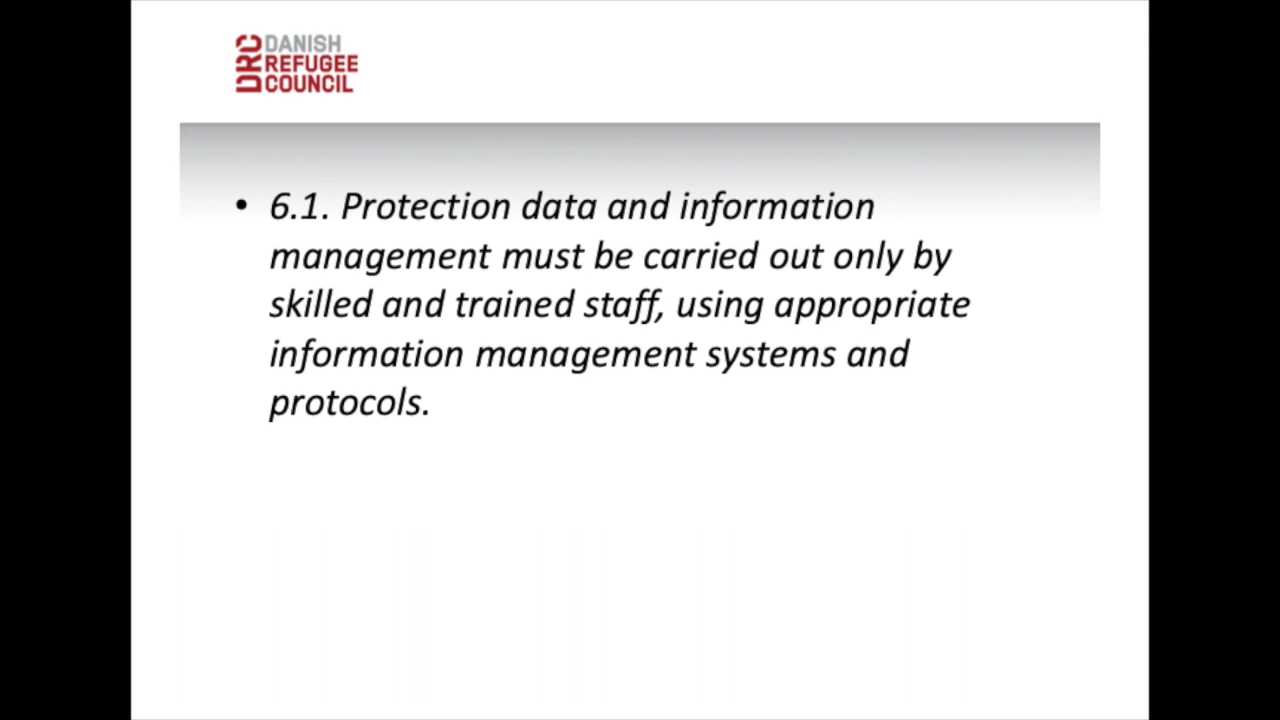 DRC
DANISH
REFUGEE
COUNCIL
• 6.1. Protection data and information
management must be carried out only by
skilled and trained staff, using appropriate
information management systems and
protocols.